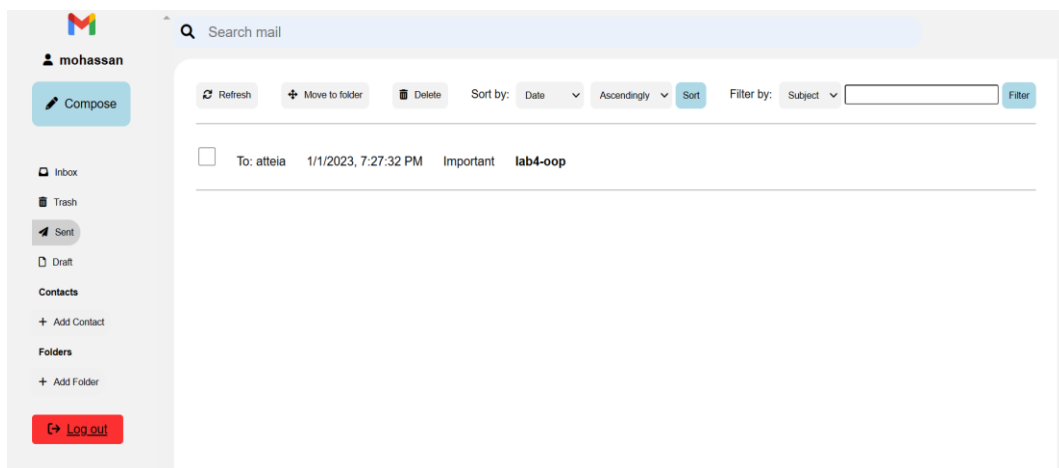 mohassan
Compose
Inbox
Trash
Sent
Draft
Contacts
+ Add Contact
Folders
+ Add Folder
Log out
Search mail
Refresh Move to folder Delete Sort by: Date Ascendingly Sort Filter by: Subject Filter
To: atteia 1/1/2023, 7:27:32 PM Important lab4-oop